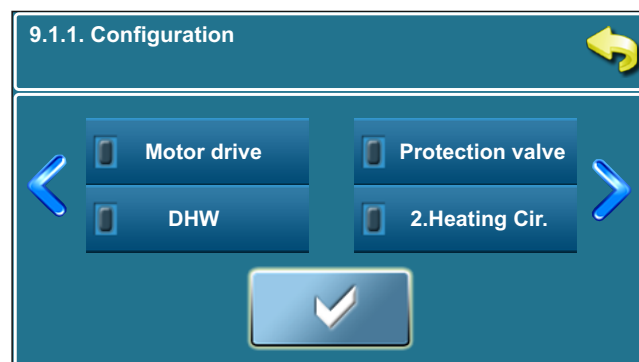 9.1.1. Configuration
Motor drive
Protection valve
DHW
2.Heating Cir.